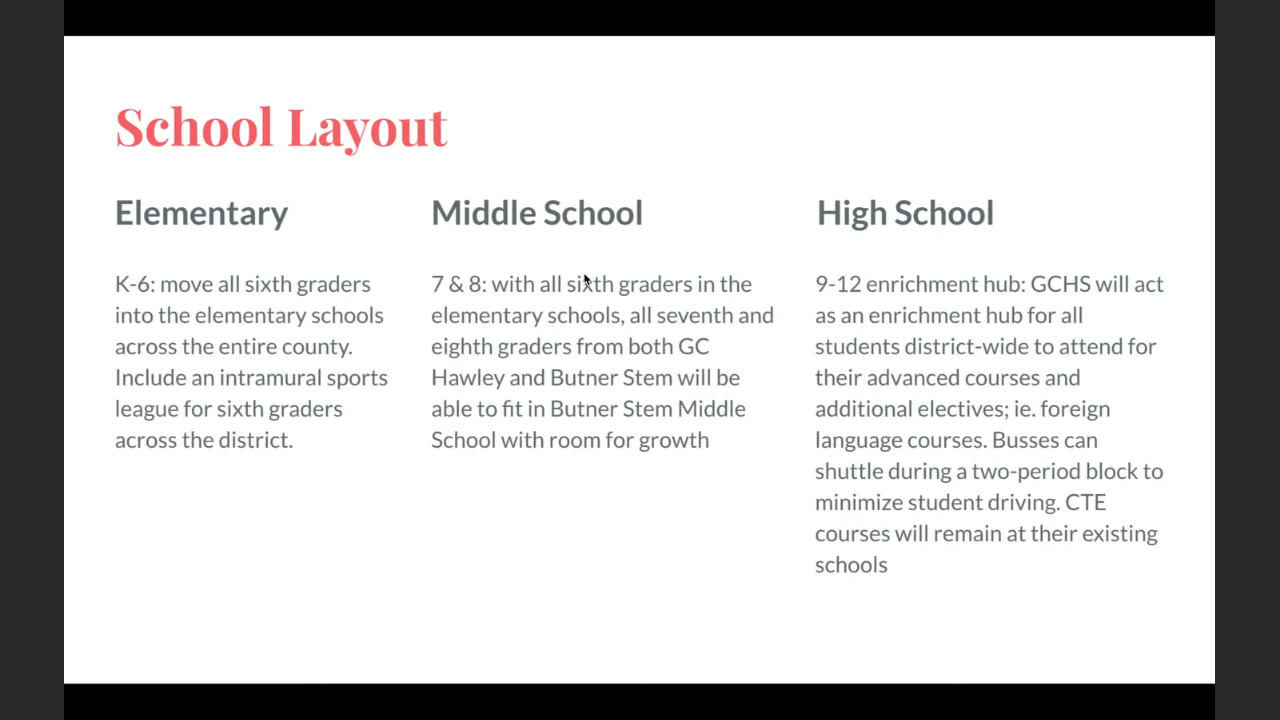 School Layout
Elementary
K-6: move all sixth graders
into the elementary schools
across the entire county.
Include an intramural sports
league for sixth graders
across the district.
Middle School
7 & 8: with all sixth graders in the
elementary schools, all seventh and
eighth graders from both GC
Hawley and Butner Stem will be
able to fit in Butner Stem Middle
School with room for growth
High School
9-12 enrichment hub: GCHS will act
as an enrichment hub for all
students district-wide to attend for
their advanced courses and
additional electives; ie. foreign
language courses. Busses can
shuttle during a two-period block to
minimize student driving. CTE
courses will remain at their existing
schools